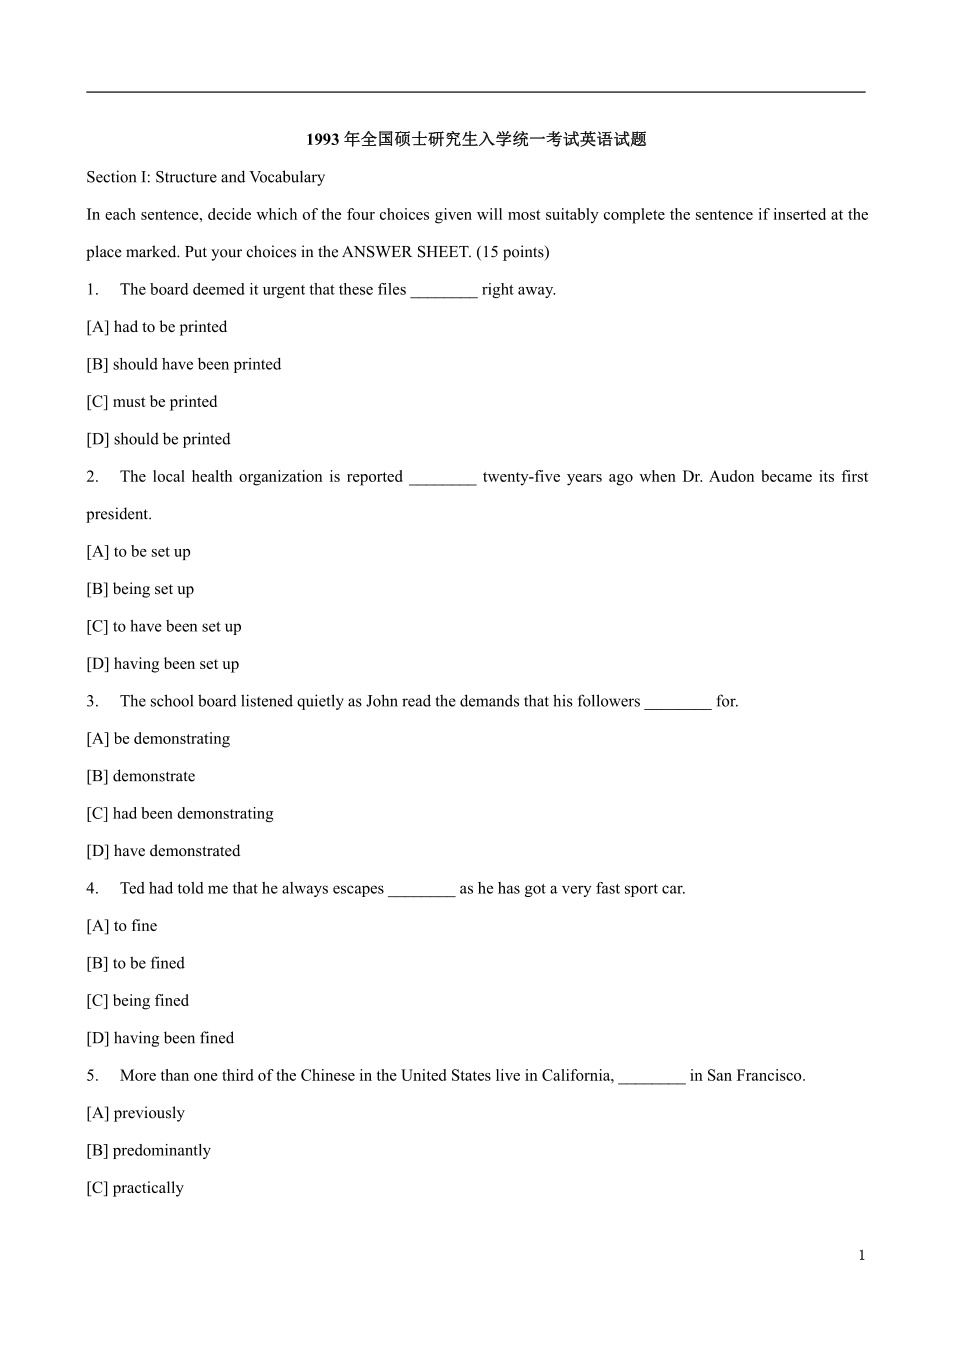 1993 年全国硕士研究生入学统一考试英语试题
Section I: Structure and Vocabulary
In each sentence, decide which of the four choices given will most suitably complete the sentence if inserted at the
place marked. Put your choices in the ANSWER SHEET. (15 points)
1. The board deemed it urgent that these files ________ right away.
[A] had to be printed
[B] should have been printed
[C] must be printed
[D] should be printed
2. The local health organization is reported ________ twenty-five years ago when Dr. Audon became its first
president.
[A] to be set up
[B] being set up
[C] to have been set up
[D] having been set up
3. The school board listened quietly as John read the demands that his followers ________ for.
[A] be demonstrating
[B] demonstrate
[C] had been demonstrating
[D] have demonstrated
4. Ted had told me that he always escapes ________ as he has got a very fast sport car.
[A] to fine
[B] to be fined
[C] being fined
[D] having been fined
5. More than one third of the Chinese in the United States live in California, ________ in San Francisco.
[A] previously
[B] predominantly
[C] practically
1